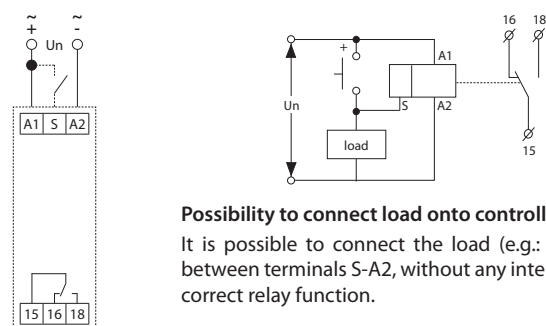 ~ ~
+ Un -
A1 S A2
15 16 18
16 18
+
A1
Un
S A2
load
15
Possibility to connect load onto controll
It is possible to connect the load (e.g.:
between terminals S-A2, without any inte
correct relay function.